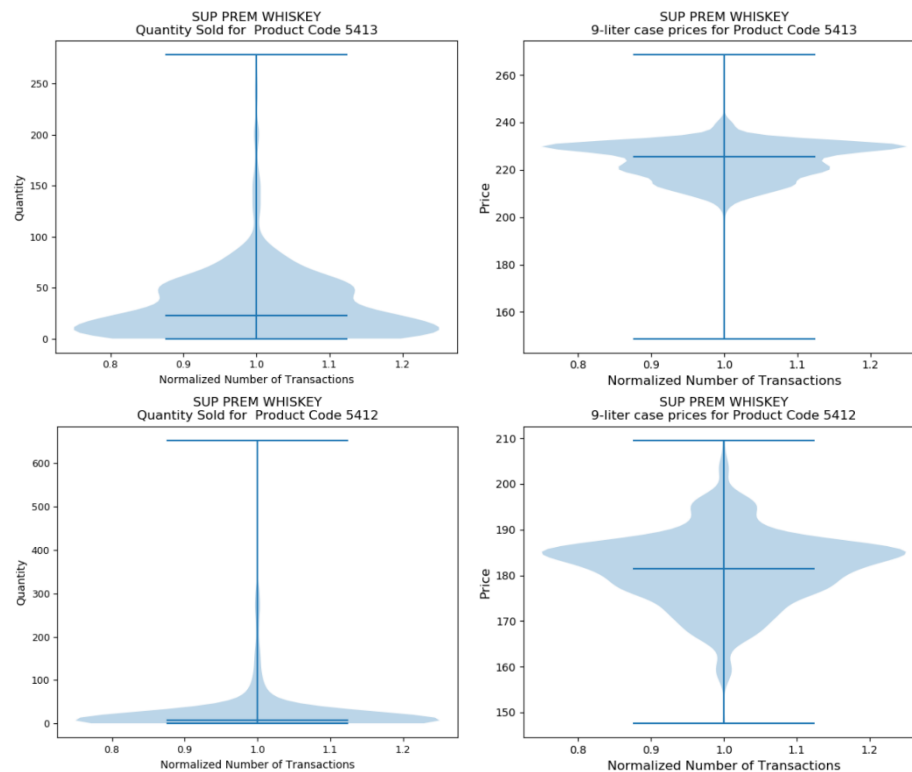 SUP PREM WHISKEY
Quantity Sold for  Product Code 5413
250
200
150
100
50
0
Quantity
0.8 0.9 1.0 1.1 1.2
Normalized Number of Transactions
SUP PREM WHISKEY
9-liter case prices for Product Code 5413
260
240
220
200
180
160
Price
0.8 0.9 1.0 1.1 1.2
Normalized Number of Transactions
SUP PREM WHISKEY
Quantity Sold for  Product Code 5412
600
500
400
300
200
100
0
Quantity
0.8 0.9 1.0 1.1 1.2
Normalized Number of Transactions
SUP PREM WHISKEY
9-liter case prices for Product Code 5412
210
200
190
180
170
160
150
Price
0.8 0.9 1.0 1.1 1.2
Normalized Number of Transactions